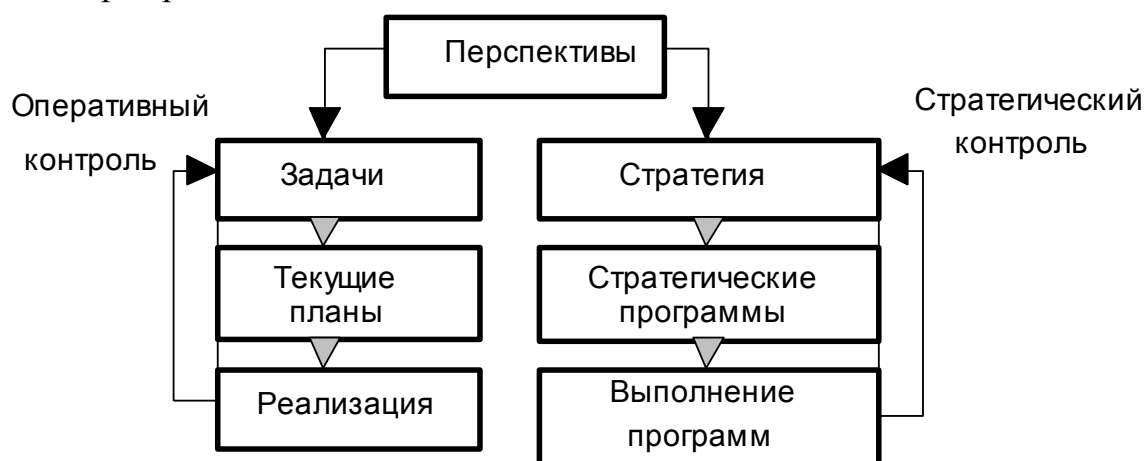 Перспективы
Оперативный
контроль
Стратегический
контроль
Задачи
Стратегия
Текущие
планы
Стратегические
программы
Реализация
Выполнение
программ